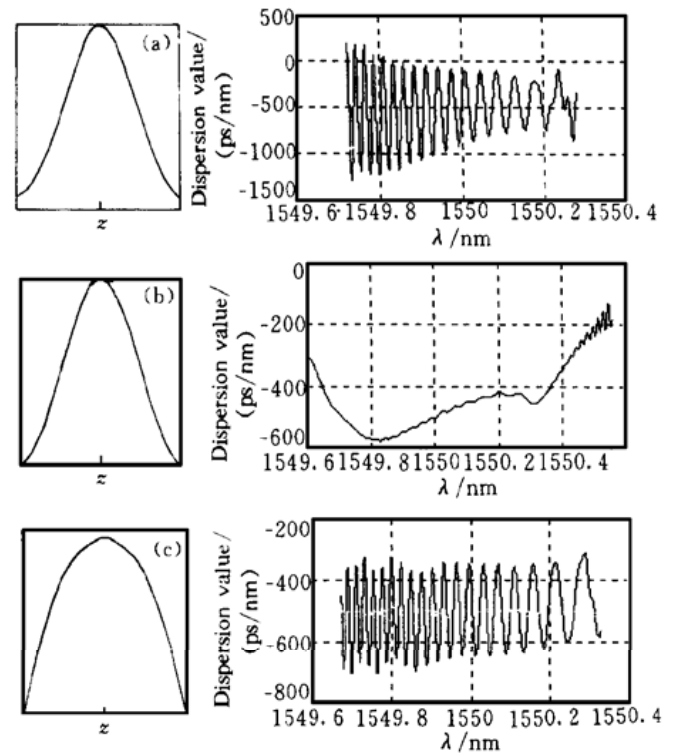 (a)
z
Dispersion value/
(ps/nm)
500
0
-500
-1000
-1500
1549.6 1549.8 1550 1550.2 1550.4
λ/nm
(b)
z
Dispersion value/
(ps/nm)
0
-200
-400
-600
1549.6 1549.8 1550 1550.2 1550.4
λ/nm
(c)
z
Dispersion value/
(ps/nm)
-200
-400
-600
-800
1549.6 1549.8 1550 1550.2 1550.4
λ/nm